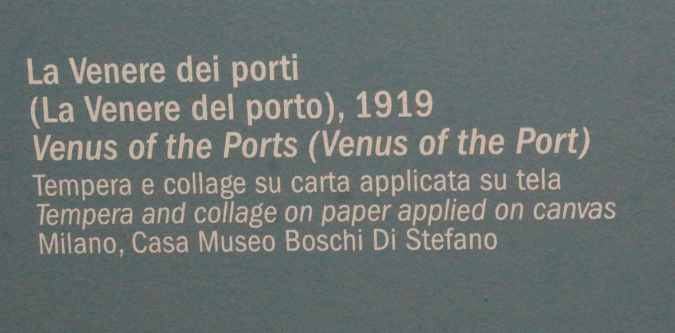 La Venere dei porti
(La Venere del porto), 1919
Venus of the Ports (Venus of the Port)
Tempera e collage su carta applicata su tela
Tempera and collage on paper applied on canvas
Milano, Casa Museo Boschi Di Stefano